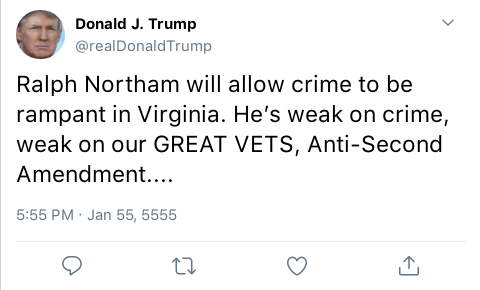 Donald J. Trump
@realDonaldTrump
Ralph Northam will allow crime to be
rampant in Virginia. He’s weak on crime,
weak on our GREAT VETS, Anti-Second
Amendment....
5:55 PM · Jan 55, 5555